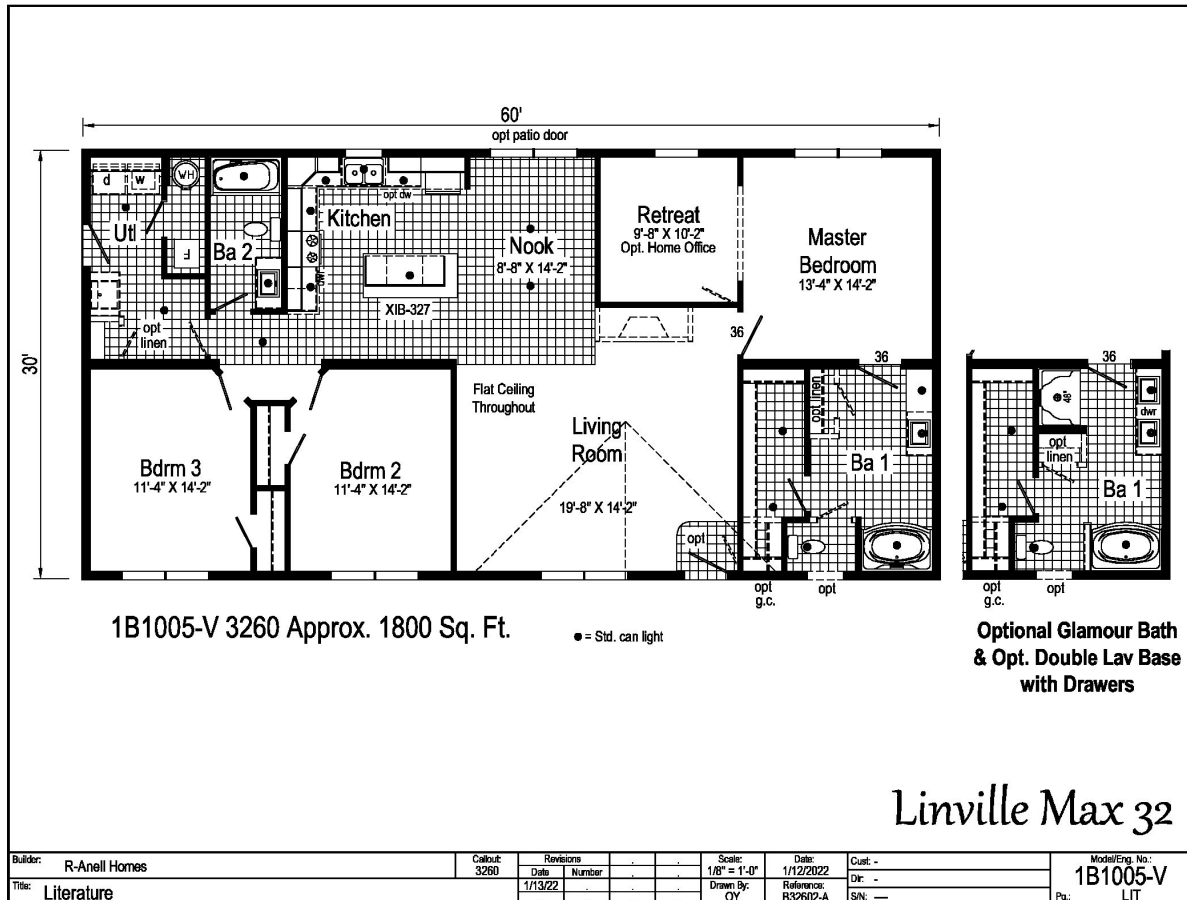 60'
opt patio door
30'
d
w
WH
Utl
F
Ba 2
opt
linen
Kitchen
opt dw
dwr
XIB-327
Nook
8'-8" X 14'-2"
Retreat
9'-8" X 10'-2"
Opt. Home Office
Master
Bedroom
13'-4" X 14'-2"
36
36
Bdrm 3
11'-4" X 14'-2"
Bdrm 2
11'-4" X 14'-2"
Flat Ceiling
Throughout
Living
Room
19'-8" X 14'-2"
opt
opt linen
Ba 1
opt
g.c.
opt
36
48"
dwr
opt
linen
Ba 1
opt
g.c.
opt
1B1005-V 3260 Approx. 1800 Sq. Ft.
● = Std. can light
Optional Glamour Bath
& Opt. Double Lav Base
with Drawers
Linville Max 32
Builder: R-Anell Homes
Title: Literature
Callout:
3260
Revisions
Date Number
1/13/22
Scale:
1/8" = 1'-0"
Drawn By:
OY
Date:
1/12/2022
Reference:
B32602-A
Cust: -
Dlr: -
S/N: —
Model/Eng. No.:
1B1005-V
Pg.: LIT